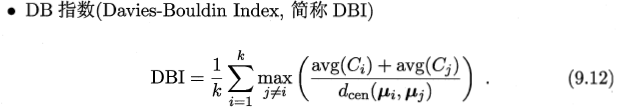 • DB 指数(Davies-Bouldin Index, 简称 DBI)
DBI = \frac{1}{k} \sum_{i=1}^{k} \max_{j \neq i} \left( \frac{\text{avg}(C_i) + \text{avg}(C_j)}{d_{\text{cen}}(\boldsymbol{\mu}_i, \boldsymbol{\mu}_j)} \right) . (9.12)